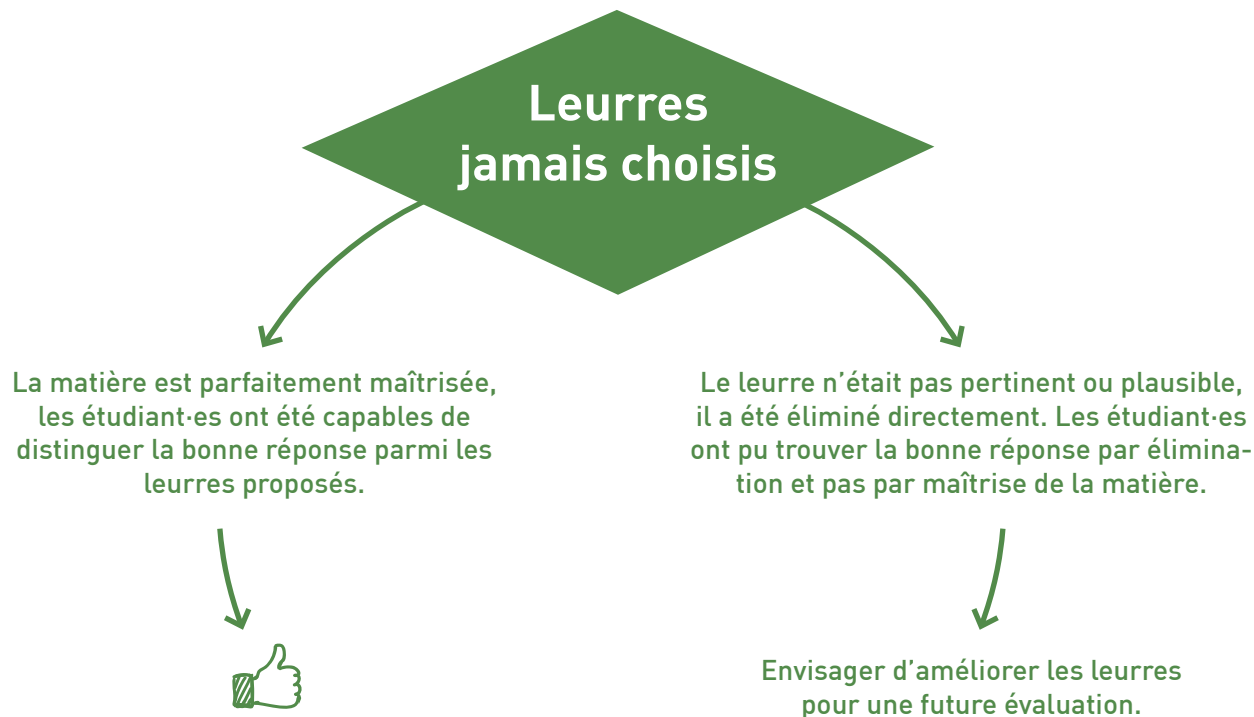 Leurres
jamais choisis
La matière est parfaitement maîtrisée,
les étudiant·es ont été capables de
distinguer la bonne réponse parmi les
leurres proposés.
Le leurre n’était pas pertinent ou plausible,
il a été éliminé directement. Les étudiant·es
ont pu trouver la bonne réponse par élimina-
tion et pas par maîtrise de la matière.
Envisager d’améliorer les leurres
pour une future évaluation.